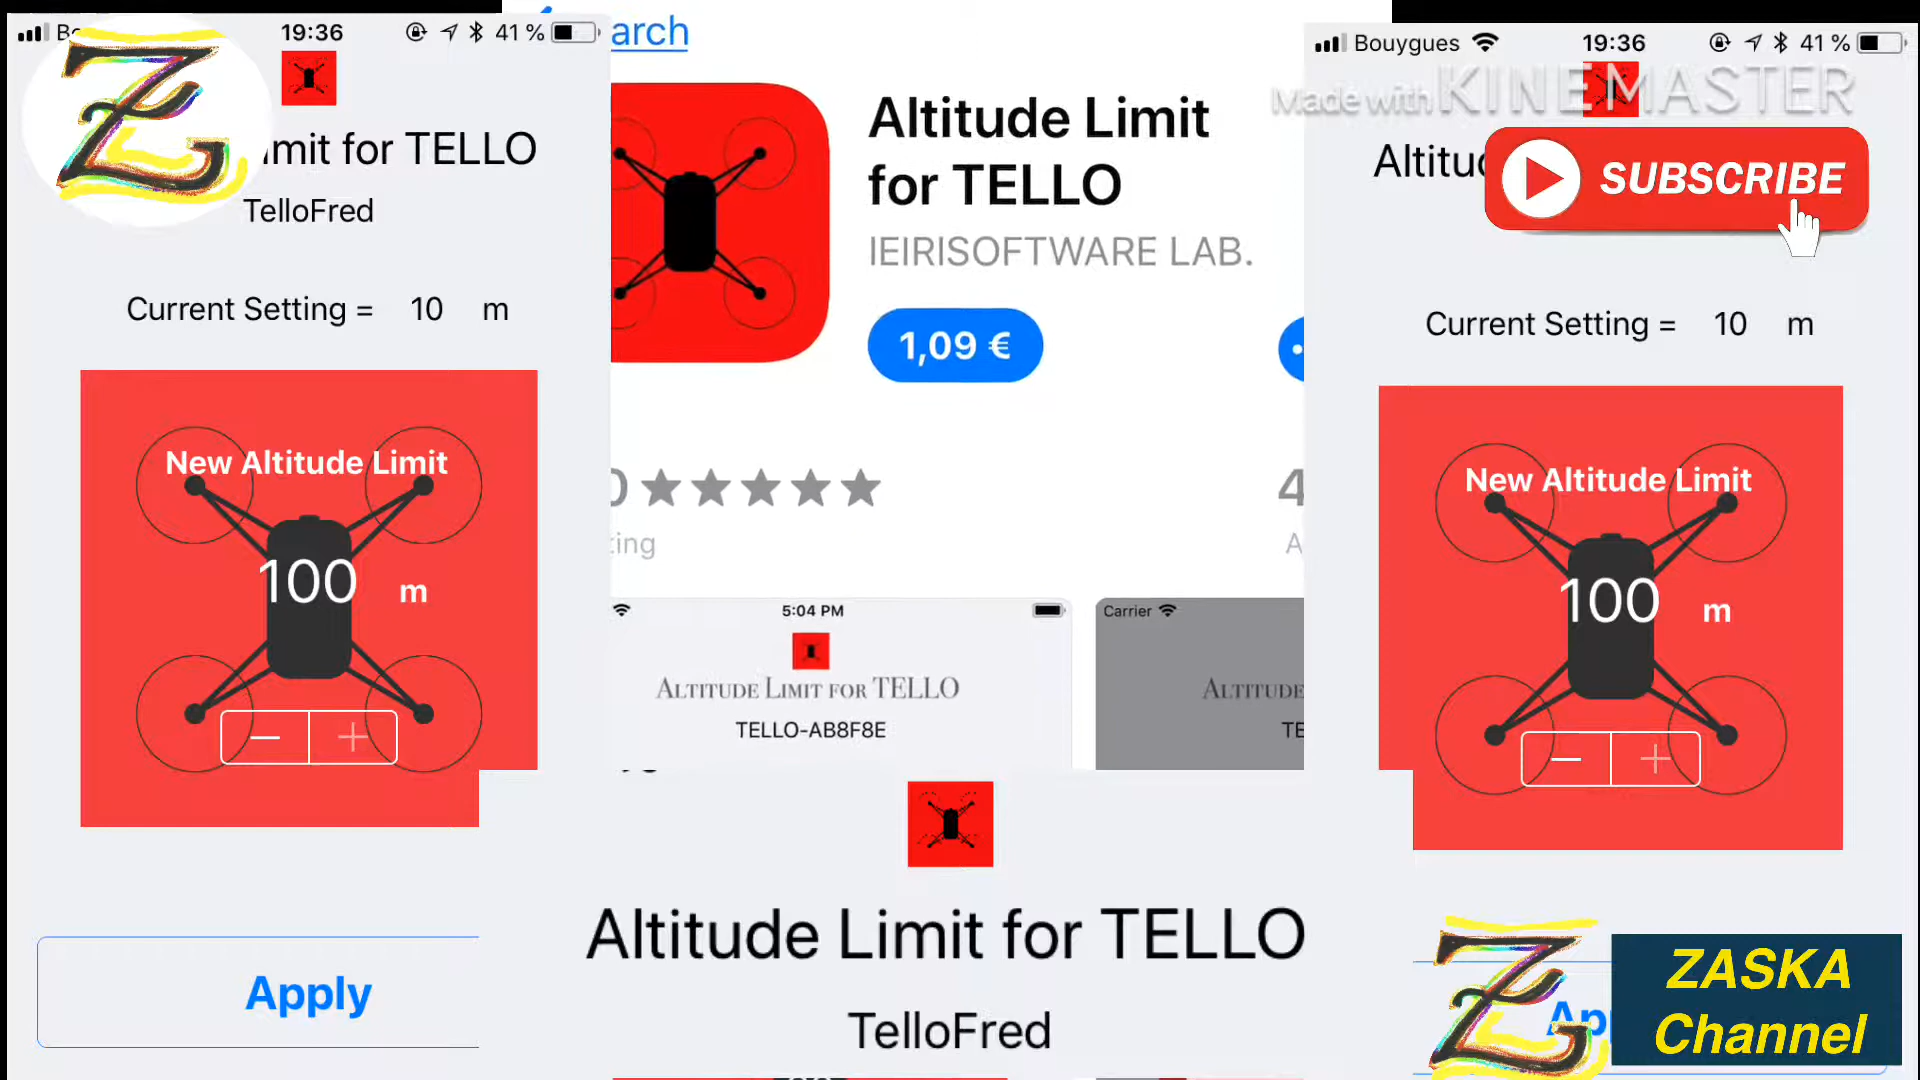 19:36
41 %
imit for TELLO
TelloFred
Current Setting = 10 m
New Altitude Limit
100 m
Apply
arch
Altitude Limit
for TELLO
IEIRISOFTWARE LAB.
1,09 €
5:04 PM
ALTITUDE LIMIT FOR TELLO
TELLO-AB8F8E
Carrier
ALTITUDE
Altitude Limit for TELLO
TelloFred
Bouygues 19:36 41 %
Made with KINEMASTER
SUBSCRIBE
Current Setting = 10 m
New Altitude Limit
100 m
ZASKA
Channel